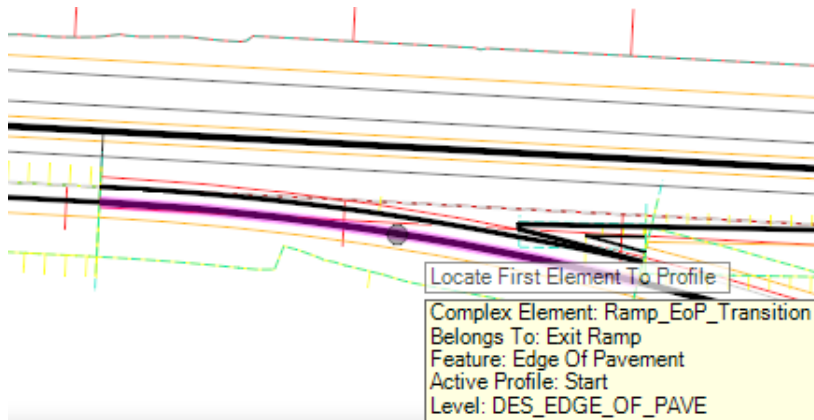 Locate First Element To Profile
Complex Element: Ramp_EoP_Transition
Belongs To: Exit Ramp
Feature: Edge Of Pavement
Active Profile: Start
Level: DES_EDGE_OF_PAVE